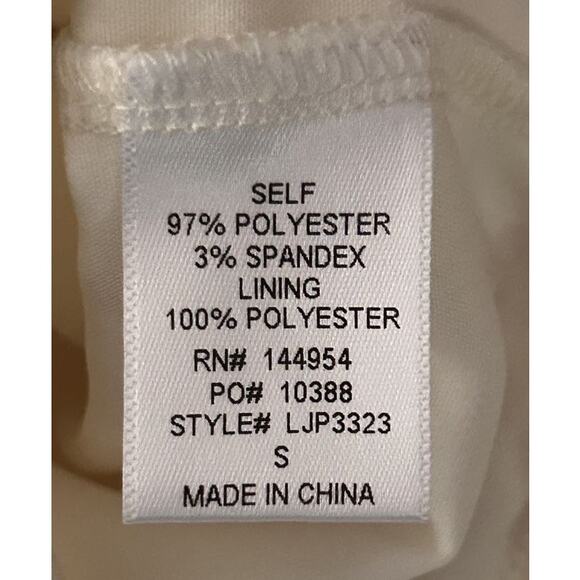 SELF
97% POLYESTER
3% SPANDEX
LINING
100% POLYESTER
RN# 144954
PO# 10388
STYLE# LJP3323
S
MADE IN CHINA